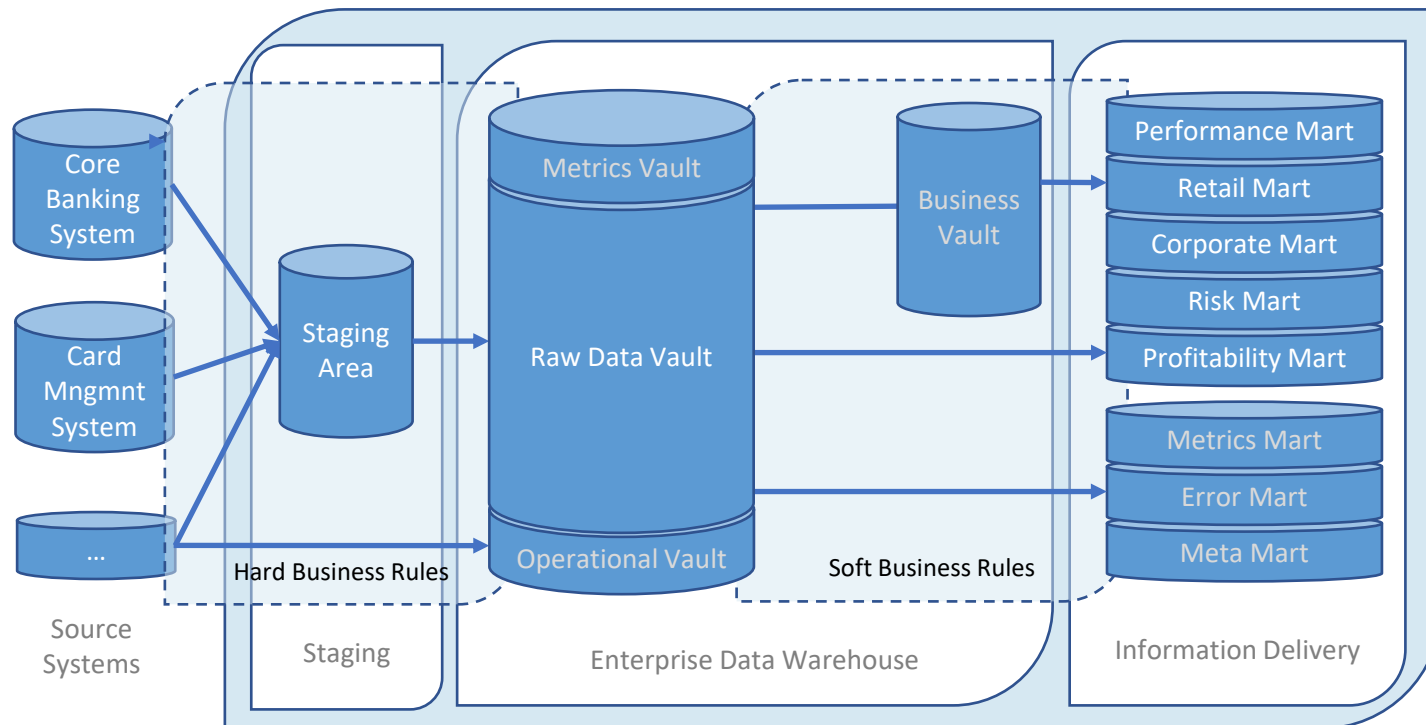 Core
Banking
System
Card
Mngmnt
System
...
Source
Systems
Staging
Area
Hard Business Rules
Staging
Metrics Vault
Raw Data Vault
Operational Vault
Business
Vault
Soft Business Rules
Enterprise Data Warehouse
Performance Mart
Retail Mart
Corporate Mart
Risk Mart
Profitability Mart
Metrics Mart
Error Mart
Meta Mart
Information Delivery